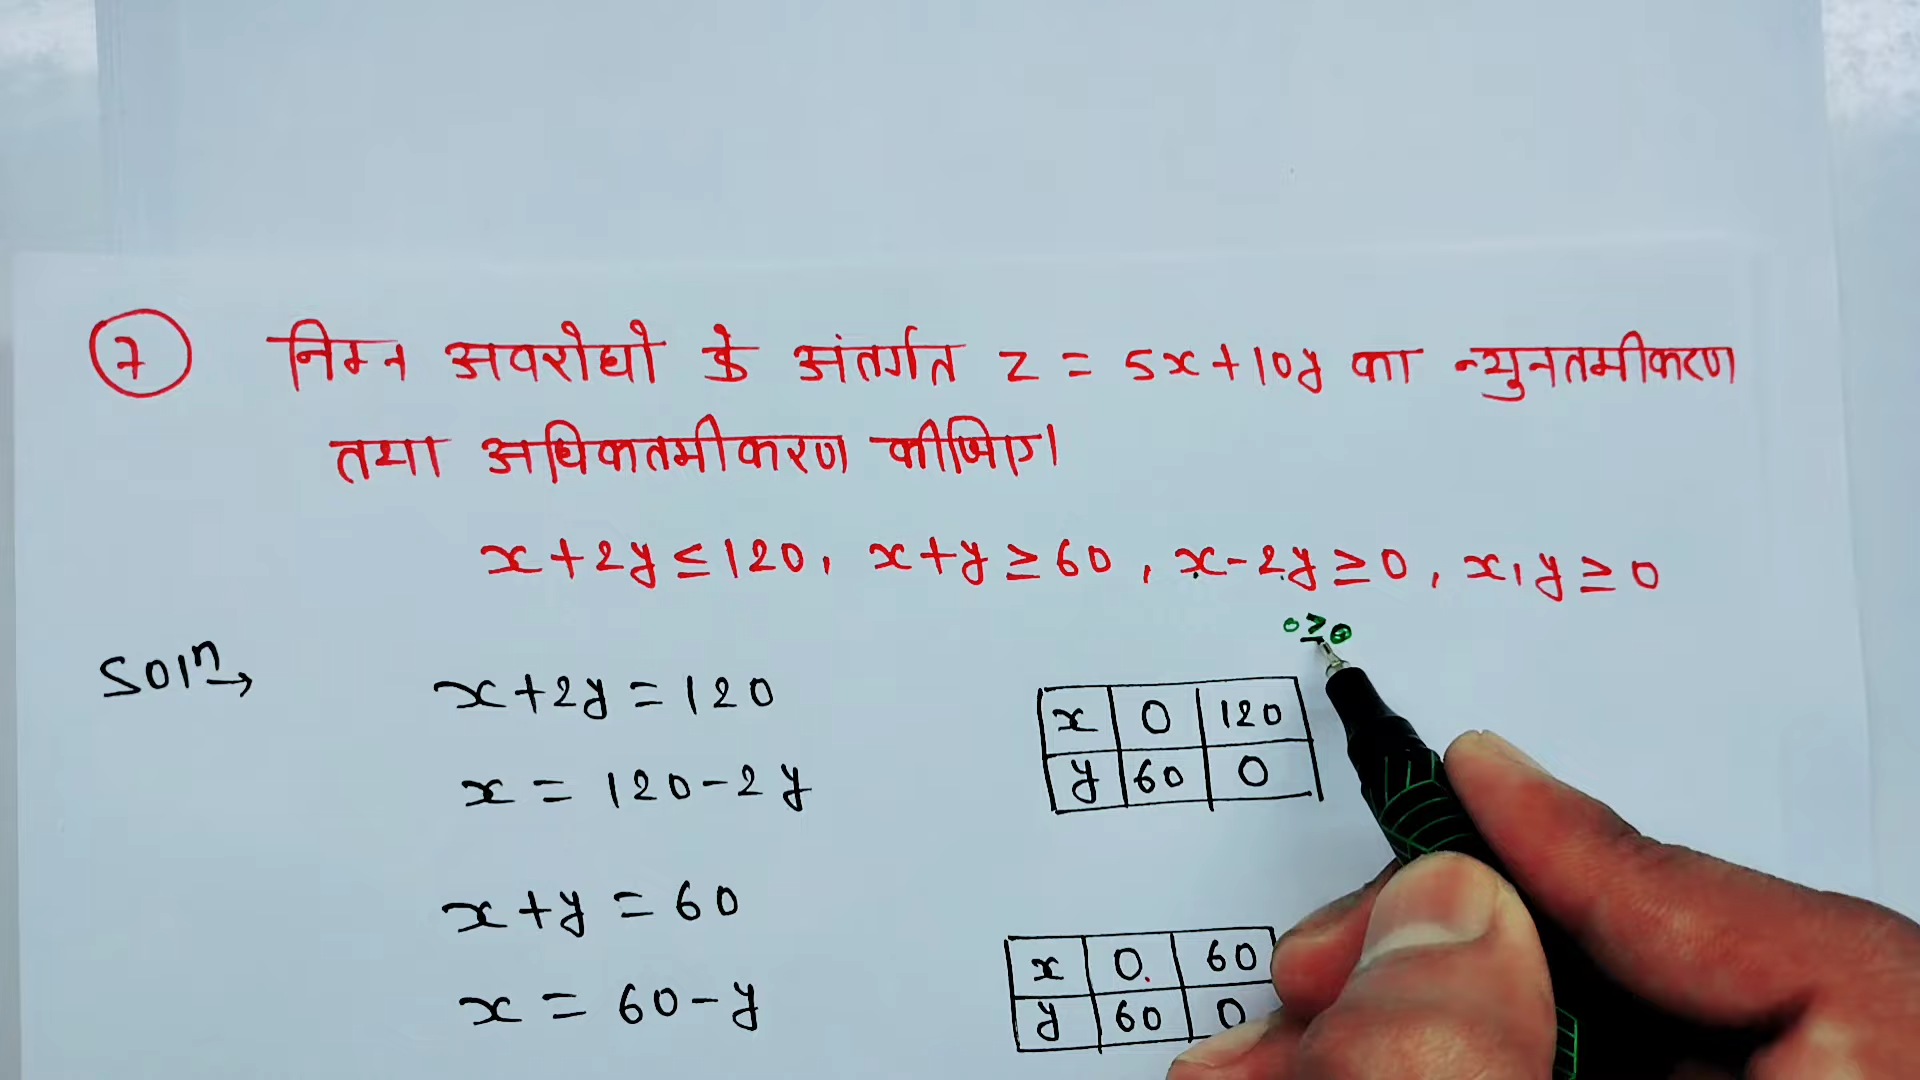 7 निम्न अवरोधो के अंतर्गत z = 5x+10y का न्युनतमीकरण
तथा अधिकतमीकरण कीजिए।
x+2y≤120, x+y≥60, x-2y≥0, x,y≥0
0≥0
Soln→
x+2y=120
x 0 120
y 60 0
x = 120-2y
x+y = 60
x 0 60
y 60 0
x = 60-y